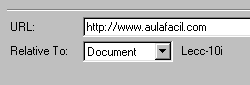 URL: http://www.aulafacil.com
Relative To: Document Lecc-10i